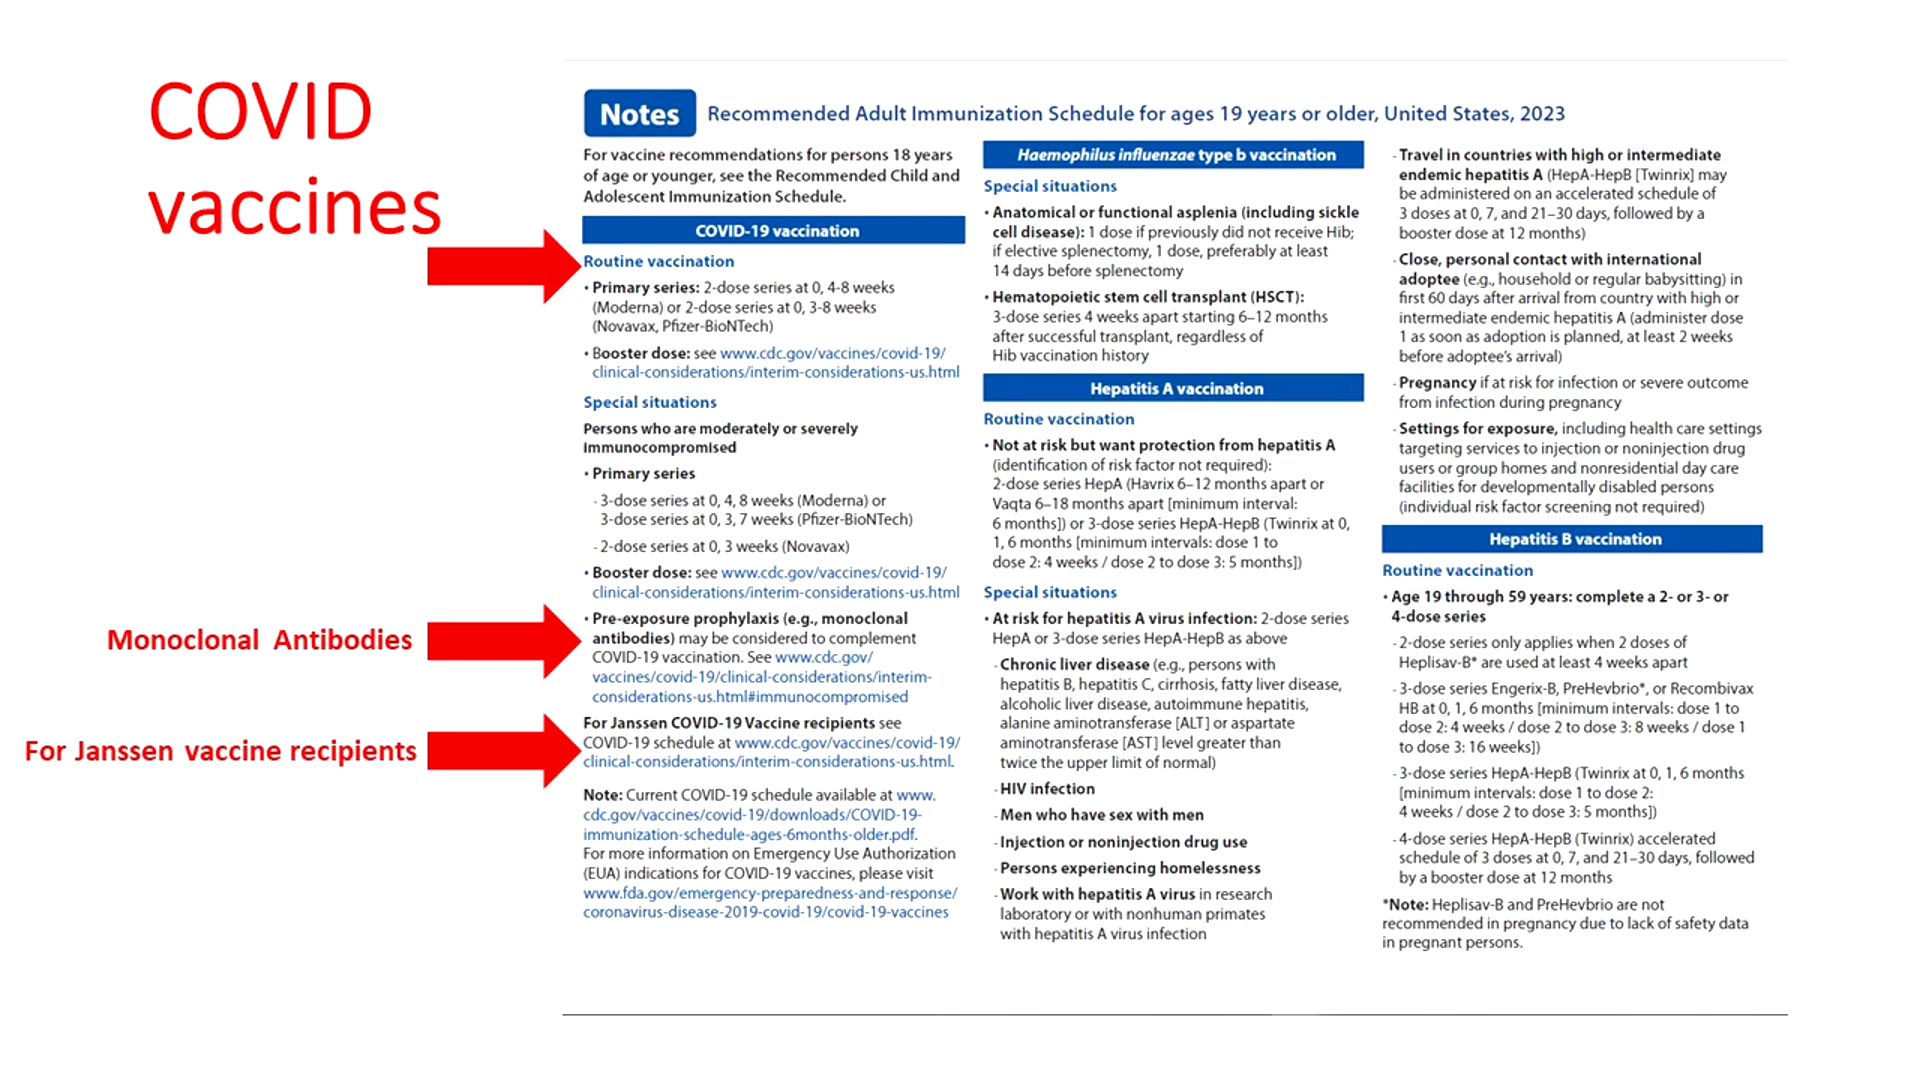 COVID
vaccines
Monoclonal Antibodies
For Janssen vaccine recipients
Notes Recommended Adult Immunization Schedule for ages 19 years or older, United States, 2023
For vaccine recommendations for persons 18 years
of age or younger, see the Recommended Child and
Adolescent Immunization Schedule.
COVID-19 vaccination
Routine vaccination
• Primary series: 2-dose series at 0, 4-8 weeks
(Moderna) or 2-dose series at 0, 3-8 weeks
(Novavax, Pfizer-BioNTech)
• Booster dose: see www.cdc.gov/vaccines/covid-19/
clinical-considerations/interim-considerations-us.html
Special situations
Persons who are moderately or severely
immunocompromised
• Primary series
- 3-dose series at 0, 4, 8 weeks (Moderna) or
3-dose series at 0, 3, 7 weeks (Pfizer-BioNTech)
- 2-dose series at 0, 3 weeks (Novavax)
• Booster dose: see www.cdc.gov/vaccines/covid-19/
clinical-considerations/interim-considerations-us.html
• Pre-exposure prophylaxis (e.g., monoclonal
antibodies) may be considered to complement
COVID-19 vaccination. See www.cdc.gov/
vaccines/covid-19/clinical-considerations/interim-
considerations-us.html#immunocompromised
For Janssen COVID-19 Vaccine recipients see
COVID-19 schedule at www.cdc.gov/vaccines/covid-19/
clinical-considerations/interim-considerations-us.html.
Note: Current COVID-19 schedule available at www.
cdc.gov/vaccines/covid-19/downloads/COVID-19-
immunization-schedule-ages-6months-older.pdf.
For more information on Emergency Use Authorization
(EUA) indications for COVID-19 vaccines, please visit
www.fda.gov/emergency-preparedness-and-response/
coronavirus-disease-2019-covid-19/covid-19-vaccines
Haemophilus influenzae type b vaccination
Special situations
• Anatomical or functional asplenia (including sickle
cell disease): 1 dose if previously did not receive Hib;
if elective splenectomy, 1 dose, preferably at least
14 days before splenectomy
• Hematopoietic stem cell transplant (HSCT):
3-dose series 4 weeks apart starting 6–12 months
after successful transplant, regardless of
Hib vaccination history
Hepatitis A vaccination
Routine vaccination
• Not at risk but want protection from hepatitis A
(identification of risk factor not required):
2-dose series HepA (Havrix 6–12 months apart or
Vaqta 6–18 months apart [minimum interval:
6 months]) or 3-dose series HepA-HepB (Twinrix at 0,
1, 6 months [minimum intervals: dose 1 to
dose 2: 4 weeks / dose 2 to dose 3: 5 months])
Special situations
• At risk for hepatitis A virus infection: 2-dose series
HepA or 3-dose series HepA-HepB as above
- Chronic liver disease (e.g., persons with
hepatitis B, hepatitis C, cirrhosis, fatty liver disease,
alcoholic liver disease, autoimmune hepatitis,
alanine aminotransferase [ALT] or aspartate
aminotransferase [AST] level greater than
twice the upper limit of normal)
- HIV infection
- Men who have sex with men
- Injection or noninjection drug use
- Persons experiencing homelessness
- Work with hepatitis A virus in research
laboratory or with nonhuman primates
with hepatitis A virus infection
- Travel in countries with high or intermediate
endemic hepatitis A (HepA-HepB [Twinrix] may
be administered on an accelerated schedule of
3 doses at 0, 7, and 21–30 days, followed by a
booster dose at 12 months)
- Close, personal contact with international
adoptee (e.g., household or regular babysitting) in
first 60 days after arrival from country with high or
intermediate endemic hepatitis A (administer dose
1 as soon as adoption is planned, at least 2 weeks
before adoptee's arrival)
- Pregnancy if at risk for infection or severe outcome
from infection during pregnancy
- Settings for exposure, including health care settings
targeting services to injection or noninjection drug
users or group homes and nonresidential day care
facilities for developmentally disabled persons
(individual risk factor screening not required)
Hepatitis B vaccination
Routine vaccination
• Age 19 through 59 years: complete a 2- or 3- or
4-dose series
- 2-dose series only applies when 2 doses of
Heplisav-B* are used at least 4 weeks apart
- 3-dose series Engerix-B, PreHevbrio*, or Recombivax
HB at 0, 1, 6 months [minimum intervals: dose 1 to
dose 2: 4 weeks / dose 2 to dose 3: 8 weeks / dose 1
to dose 3: 16 weeks])
- 3-dose series HepA-HepB (Twinrix at 0, 1, 6 months
[minimum intervals: dose 1 to dose 2:
4 weeks / dose 2 to dose 3: 5 months])
- 4-dose series HepA-HepB (Twinrix) accelerated
schedule of 3 doses at 0, 7, and 21–30 days, followed
by a booster dose at 12 months
*Note: Heplisav-B and PreHevbrio are not
recommended in pregnancy due to lack of safety data
in pregnant persons.